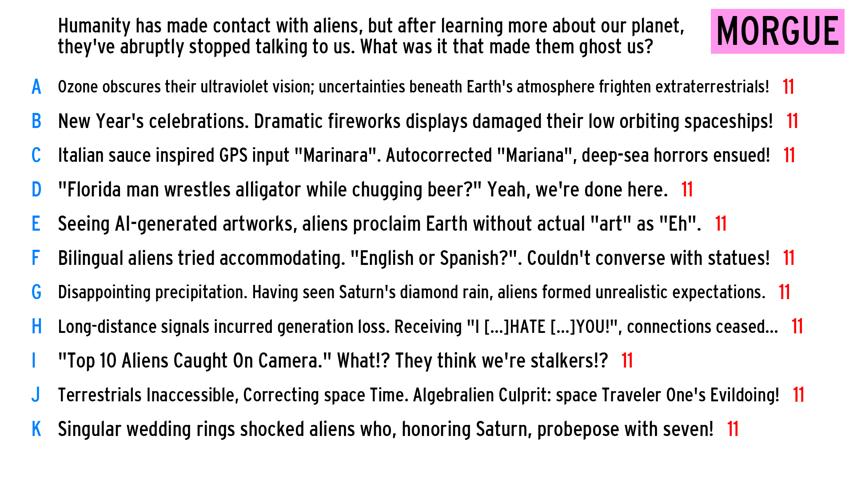 Humanity has made contact with aliens, but after learning more about our planet,
they've abruptly stopped talking to us. What was it that made them ghost us?
MORGUE
A Ozone obscures their ultraviolet vision; uncertainties beneath Earth's atmosphere frighten extraterrestrials! 11
B New Year's celebrations. Dramatic fireworks displays damaged their low orbiting spaceships! 11
C Italian sauce inspired GPS input "Marinara". Autocorrected "Mariana", deep-sea horrors ensued! 11
D "Florida man wrestles alligator while chugging beer?" Yeah, we're done here. 11
E Seeing AI-generated artworks, aliens proclaim Earth without actual "art" as "Eh". 11
F Bilingual aliens tried accommodating. "English or Spanish?". Couldn't converse with statues! 11
G Disappointing precipitation. Having seen Saturn's diamond rain, aliens formed unrealistic expectations. 11
H Long-distance signals incurred generation loss. Receiving "I [...]HATE [...]YOU!", connections ceased... 11
I "Top 10 Aliens Caught On Camera." What!? They think we're stalkers!? 11
J Terrestrials Inaccessible, Correcting space Time. Algebralien Culprit: space Traveler One's Evildoing! 11
K Singular wedding rings shocked aliens who, honoring Saturn, probepose with seven! 11